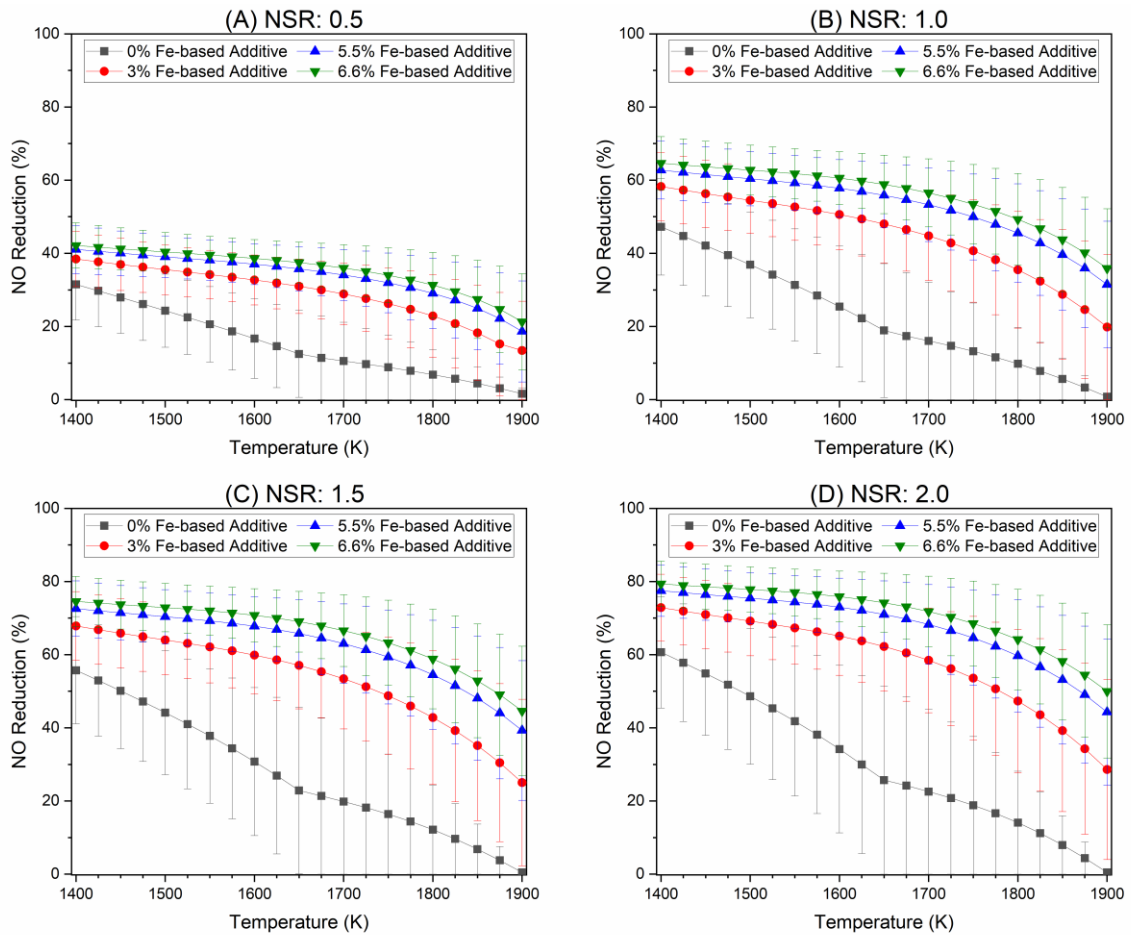 (A) NSR: 0.5
0% Fe-based Additive 5.5% Fe-based Additive
3% Fe-based Additive 6.6% Fe-based Additive
NO Reduction (%)
100
80
60
40
20
0
1400 1500 1600 1700 1800 1900
Temperature (K)
(B) NSR: 1.0
0% Fe-based Additive 5.5% Fe-based Additive
3% Fe-based Additive 6.6% Fe-based Additive
NO Reduction (%)
100
80
60
40
20
0
1400 1500 1600 1700 1800 1900
Temperature (K)
(C) NSR: 1.5
0% Fe-based Additive 5.5% Fe-based Additive
3% Fe-based Additive 6.6% Fe-based Additive
NO Reduction (%)
100
80
60
40
20
0
1400 1500 1600 1700 1800 1900
Temperature (K)
(D) NSR: 2.0
0% Fe-based Additive 5.5% Fe-based Additive
3% Fe-based Additive 6.6% Fe-based Additive
NO Reduction (%)
100
80
60
40
20
0
1400 1500 1600 1700 1800 1900
Temperature (K)